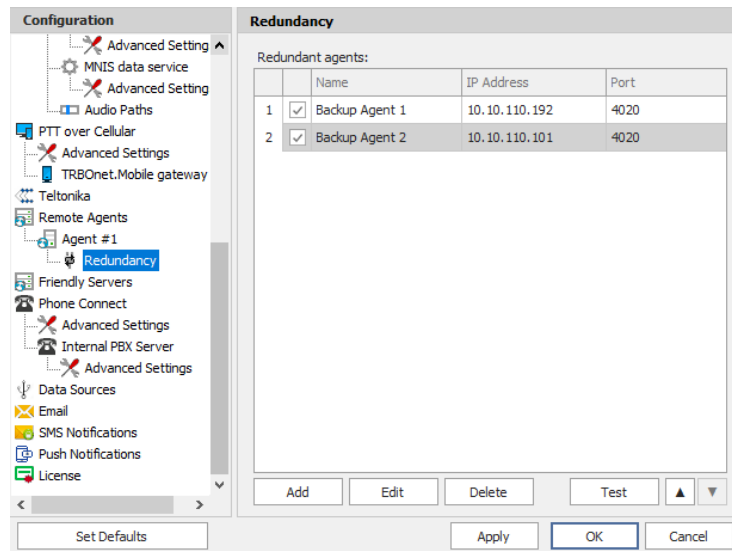 Configuration
Advanced Setting
MNIS data service
Advanced Setting
Audio Paths
PTT over Cellular
Advanced Settings
TRBOnet.Mobile gateway
Teltonika
Remote Agents
Agent #1
Redundancy
Friendly Servers
Phone Connect
Advanced Settings
Internal PBX Server
Advanced Settings
Data Sources
Email
SMS Notifications
Push Notifications
License
Set Defaults
Redundancy
Redundant agents:
Name IP Address Port
1 Backup Agent 1 10.10.110.192 4020
2 Backup Agent 2 10.10.110.101 4020
Add Edit Delete Test
Apply OK Cancel